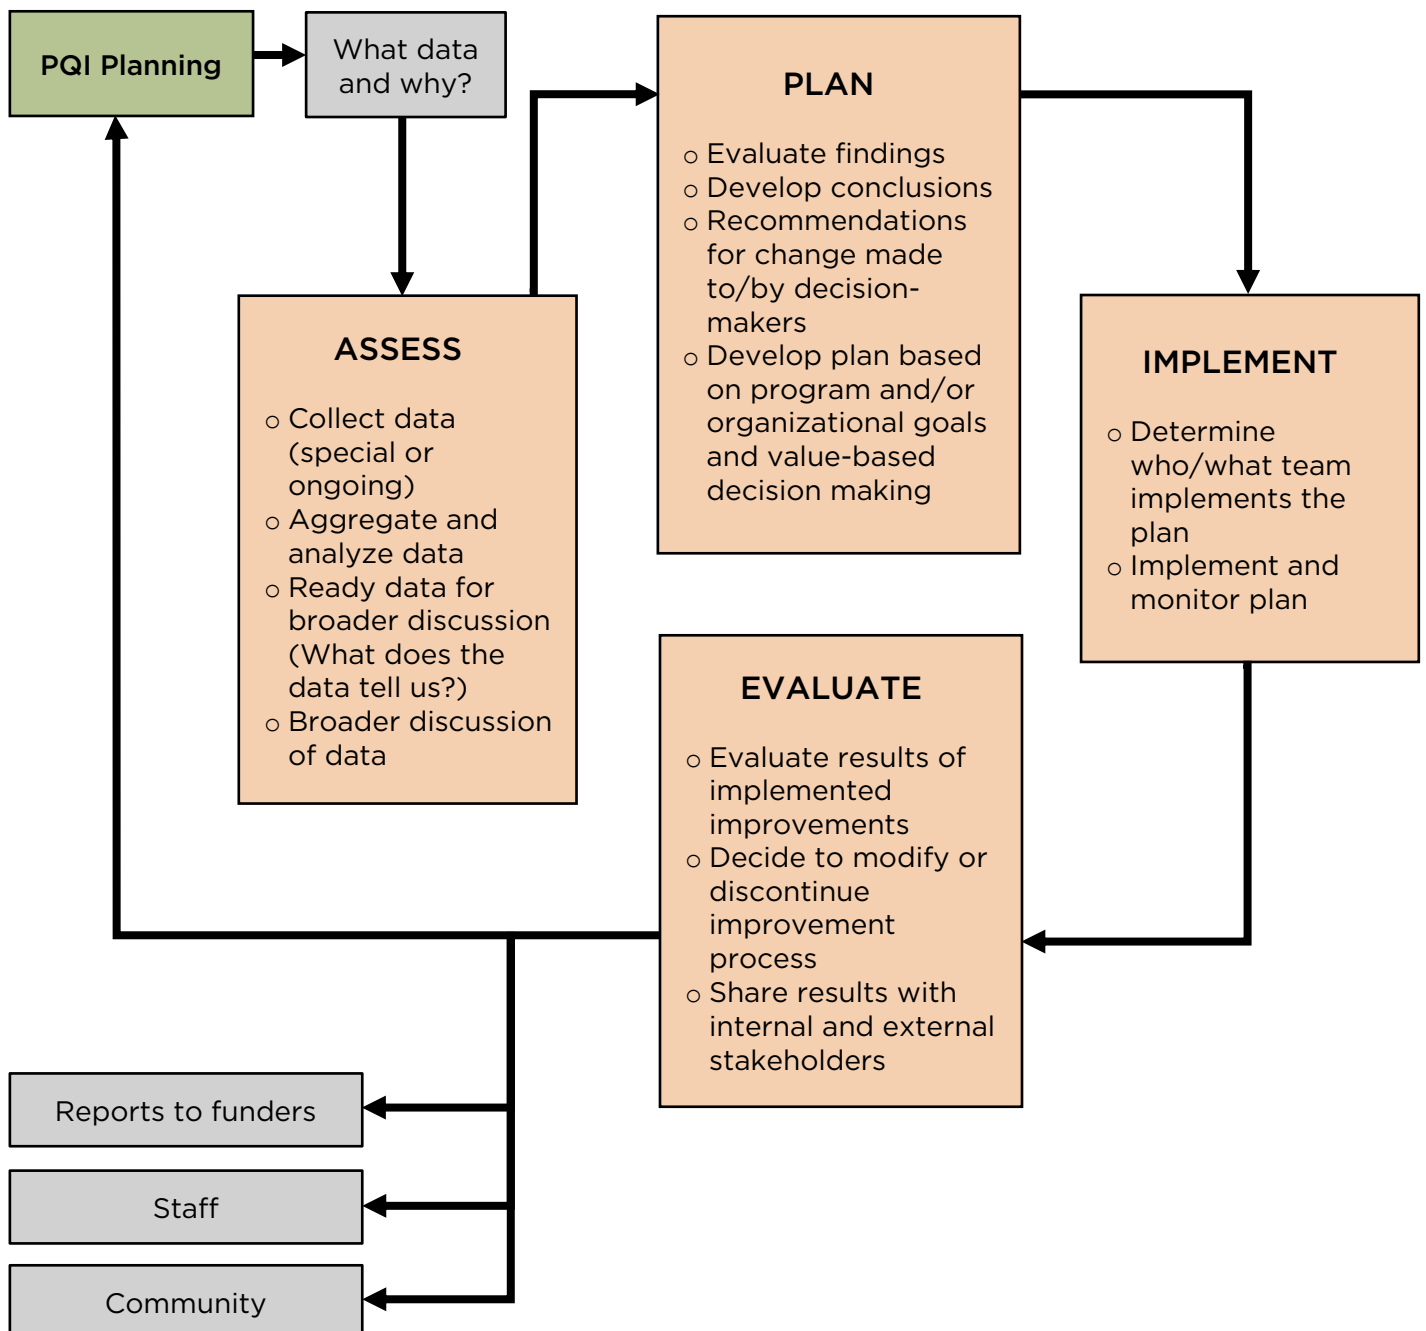 PQI Planning
What data
and why?
PLAN
○ Evaluate findings
○ Develop conclusions
○ Recommendations
for change made
to/by decision-
makers
○ Develop plan based
on program and/or
organizational goals
and value-based
decision making
ASSESS
○ Collect data
(special or
ongoing)
○ Aggregate and
analyze data
○ Ready data for
broader discussion
(What does the
data tell us?)
○ Broader discussion
of data
IMPLEMENT
○ Determine
who/what team
implements the
plan
○ Implement and
monitor plan
EVALUATE
○ Evaluate results of
implemented
improvements
○ Decide to modify or
discontinue
improvement
process
○ Share results with
internal and external
stakeholders
Reports to funders
Staff
Community